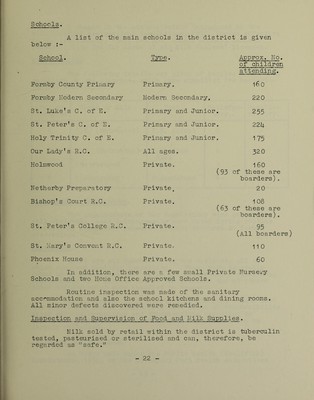 Schools.
A list of the main schools in the district is given
below :-
School. Type. Approx. No.
of children
attending.
Formby County Primary Primary. 160
Formby Modern Secondary Modern Secondary. 220
St. Luke's C. of E. Primary and Junior. 255
St. Peter's C. of E. Primary and Junior. 224
Holy Trinity C. of E. Primary and Junior. 175
Our Lady's R.C. All ages. 320
Holmwood Private. 160
(93 of these are
boarders).
Netherby Preparatory Private. 20
Bishop's Court R.C. Private. 108
(63 of these are
boarders).
St. Peter's College R.C. Private. 95
(All boarders)
St. Mary's Convent R.C. Private. 110
Phoenix House Private. 60
In addition, there are a few small Private Nursery
Schools and two Home Office Approved Schools.
Routine inspection was made of the sanitary
accommodation and also the school kitchens and dining rooms.
All minor defects discovered were remedied.
Inspection and Supervision of Food and Milk Supplies.
Milk sold by retail within the district is tuberculin
tested, pasteurised or sterilised and can, therefore, be
regarded as "safe."
- 22 -